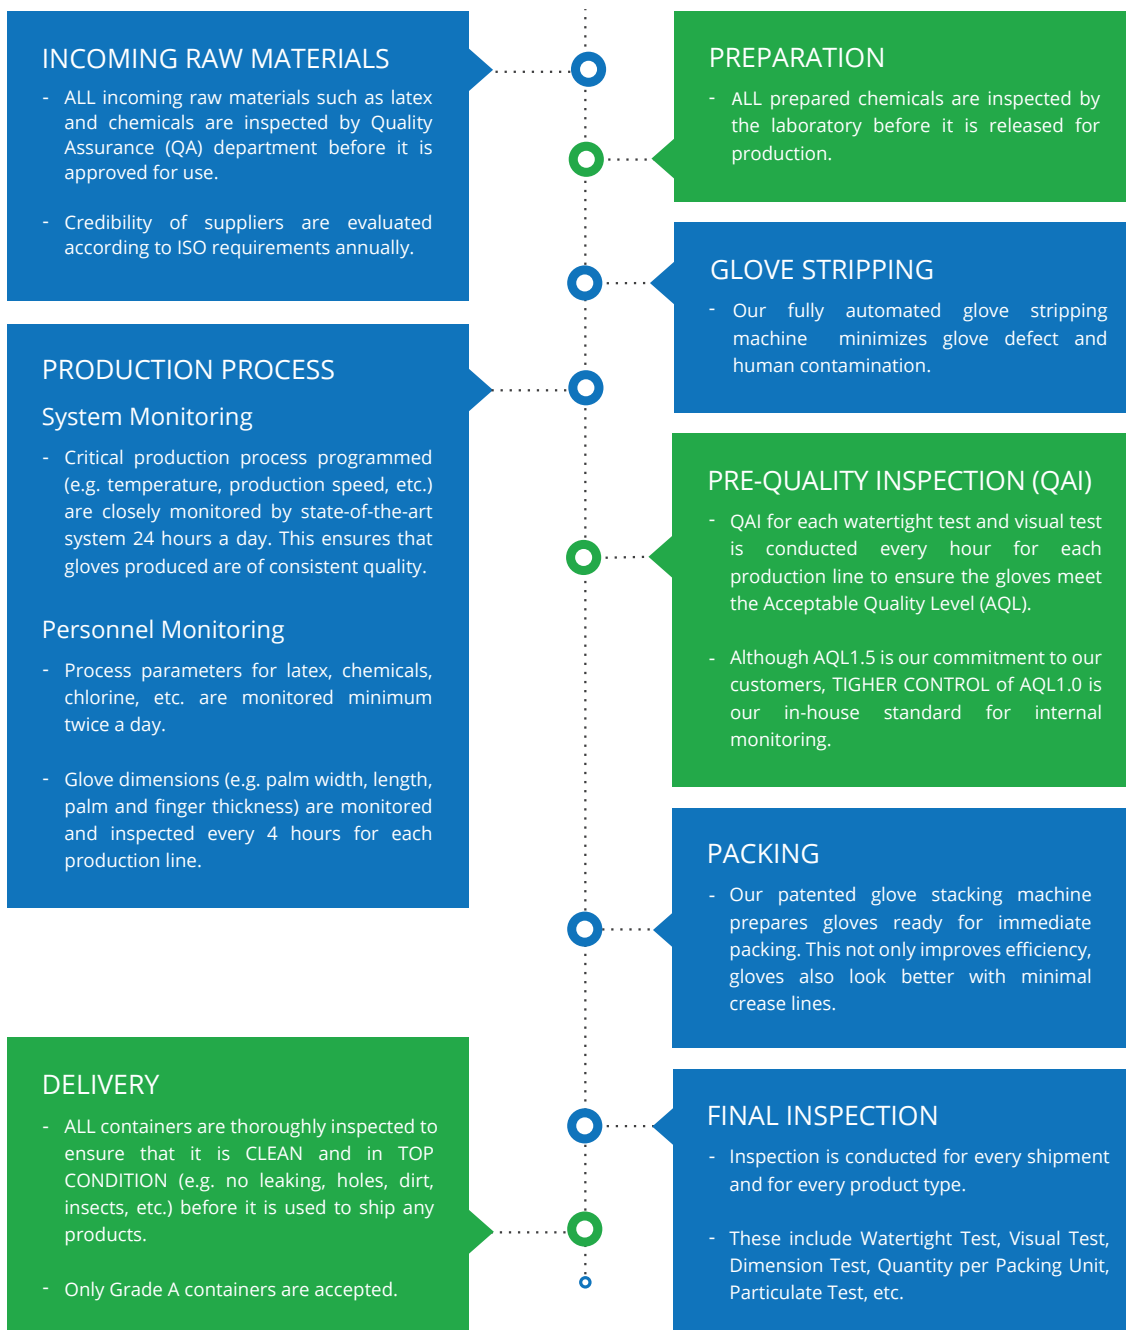 INCOMING RAW MATERIALS
- ALL incoming raw materials such as latex
and chemicals are inspected by Quality
Assurance (QA) department before it is
approved for use.
- Credibility of suppliers are evaluated
according to ISO requirements annually.
PREPARATION
- ALL prepared chemicals are inspected by
the laboratory before it is released for
production.
GLOVE STRIPPING
- Our fully automated glove stripping
machine minimizes glove defect and
human contamination.
PRODUCTION PROCESS
System Monitoring
- Critical production process programmed
(e.g. temperature, production speed, etc.)
are closely monitored by state-of-the-art
system 24 hours a day. This ensures that
gloves produced are of consistent quality.
Personnel Monitoring
- Process parameters for latex, chemicals,
chlorine, etc. are monitored minimum
twice a day.
- Glove dimensions (e.g. palm width, length,
palm and finger thickness) are monitored
and inspected every 4 hours for each
production line.
PRE-QUALITY INSPECTION (QAI)
- QAI for each watertight test and visual test
is conducted every hour for each
production line to ensure the gloves meet
the Acceptable Quality Level (AQL).
- Although AQL1.5 is our commitment to our
customers, TIGHER CONTROL of AQL1.0 is
our in-house standard for internal
monitoring.
PACKING
- Our patented glove stacking machine
prepares gloves ready for immediate
packing. This not only improves efficiency,
gloves also look better with minimal
crease lines.
FINAL INSPECTION
- Inspection is conducted for every shipment
and for every product type.
- These include Watertight Test, Visual Test,
Dimension Test, Quantity per Packing Unit,
Particulate Test, etc.
DELIVERY
- ALL containers are thoroughly inspected to
ensure that it is CLEAN and in TOP
CONDITION (e.g. no leaking, holes, dirt,
insects, etc.) before it is used to ship any
products.
- Only Grade A containers are accepted.